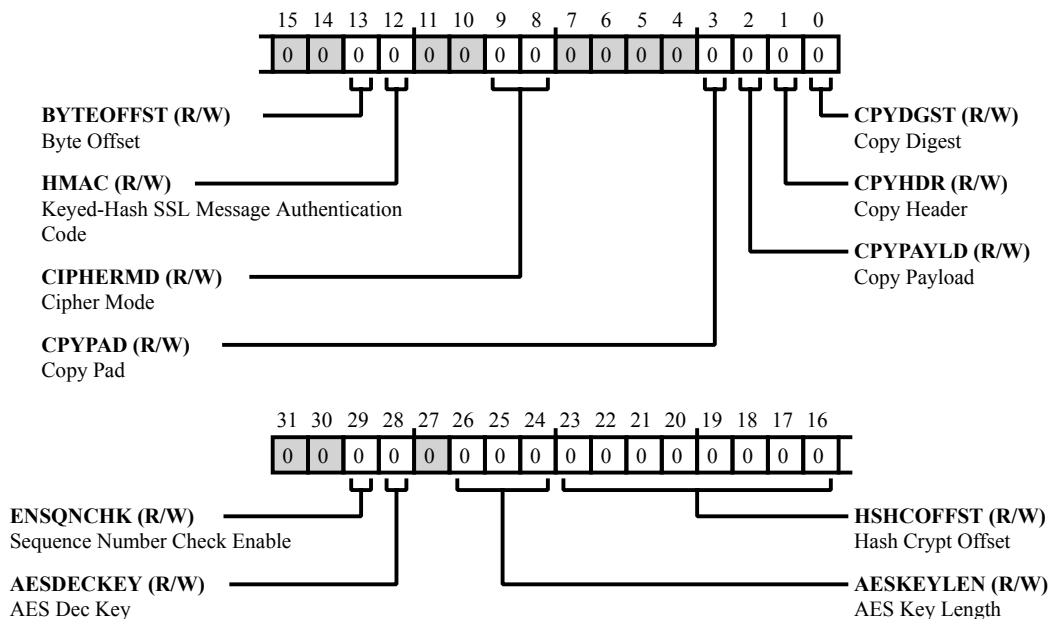 15 14 13 12 11 10 9 8 7 6 5 4 3 2 1 0
0 0 0 0 0 0 0 0 0 0 0 0 0 0 0 0
BYTEOFFST (R/W)
Byte Offset
HMAC (R/W)
Keyed-Hash SSL Message Authentication
Code
CIPHERMD (R/W)
Cipher Mode
CPYPAD (R/W)
Copy Pad
CPYDGST (R/W)
Copy Digest
CPYHDR (R/W)
Copy Header
CPYPAYLD (R/W)
Copy Payload
31 30 29 28 27 26 25 24 23 22 21 20 19 18 17 16
0 0 0 0 0 0 0 0 0 0 0 0 0 0 0 0
ENSQNCHK (R/W)
Sequence Number Check Enable
AESDECKEY (R/W)
AES Dec Key
HSHCOFFST (R/W)
Hash Crypt Offset
AESKEYLEN (R/W)
AES Key Length